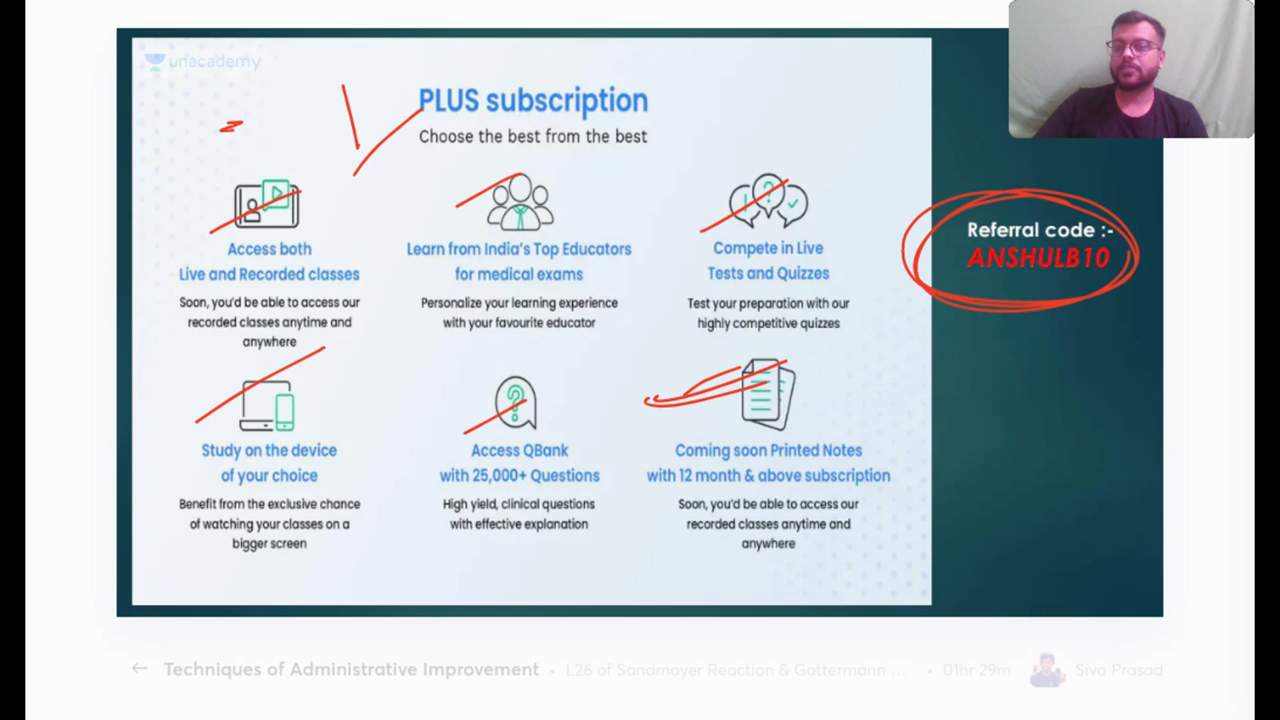 unacademy
PLUS subscription
Choose the best from the best
Access both
Live and Recorded classes
Soon, you'd be able to access our
recorded classes anytime and
anywhere
Learn from India's Top Educators
for medical exams
Personalize your learning experience
with your favourite educator
Compete in Live
Tests and Quizzes
Test your preparation with our
highly competitive quizzes
Study on the device
of your choice
Benefit from the exclusive chance
of watching your classes on a
bigger screen
Access QBank
with 25,000+ Questions
High yield, clinical questions
with effective explanation
Coming soon Printed Notes
with 12 month & above subscription
Soon, you'd be able to access our
recorded classes anytime and
anywhere
Referral code :-
ANSHULB10
Techniques of Administrative Improvement • L26 of Sandmayer Reaction & Gattermann ... • 01hr 29m Siva Prasad